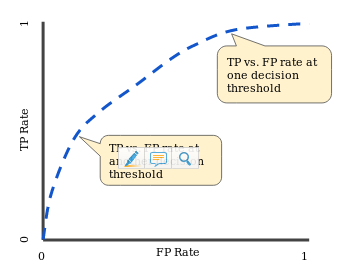 1
TP Rate
0
TP vs. FP rate at
one decision
threshold
TP vs. FP rate at
threshold
0
FP Rate
1